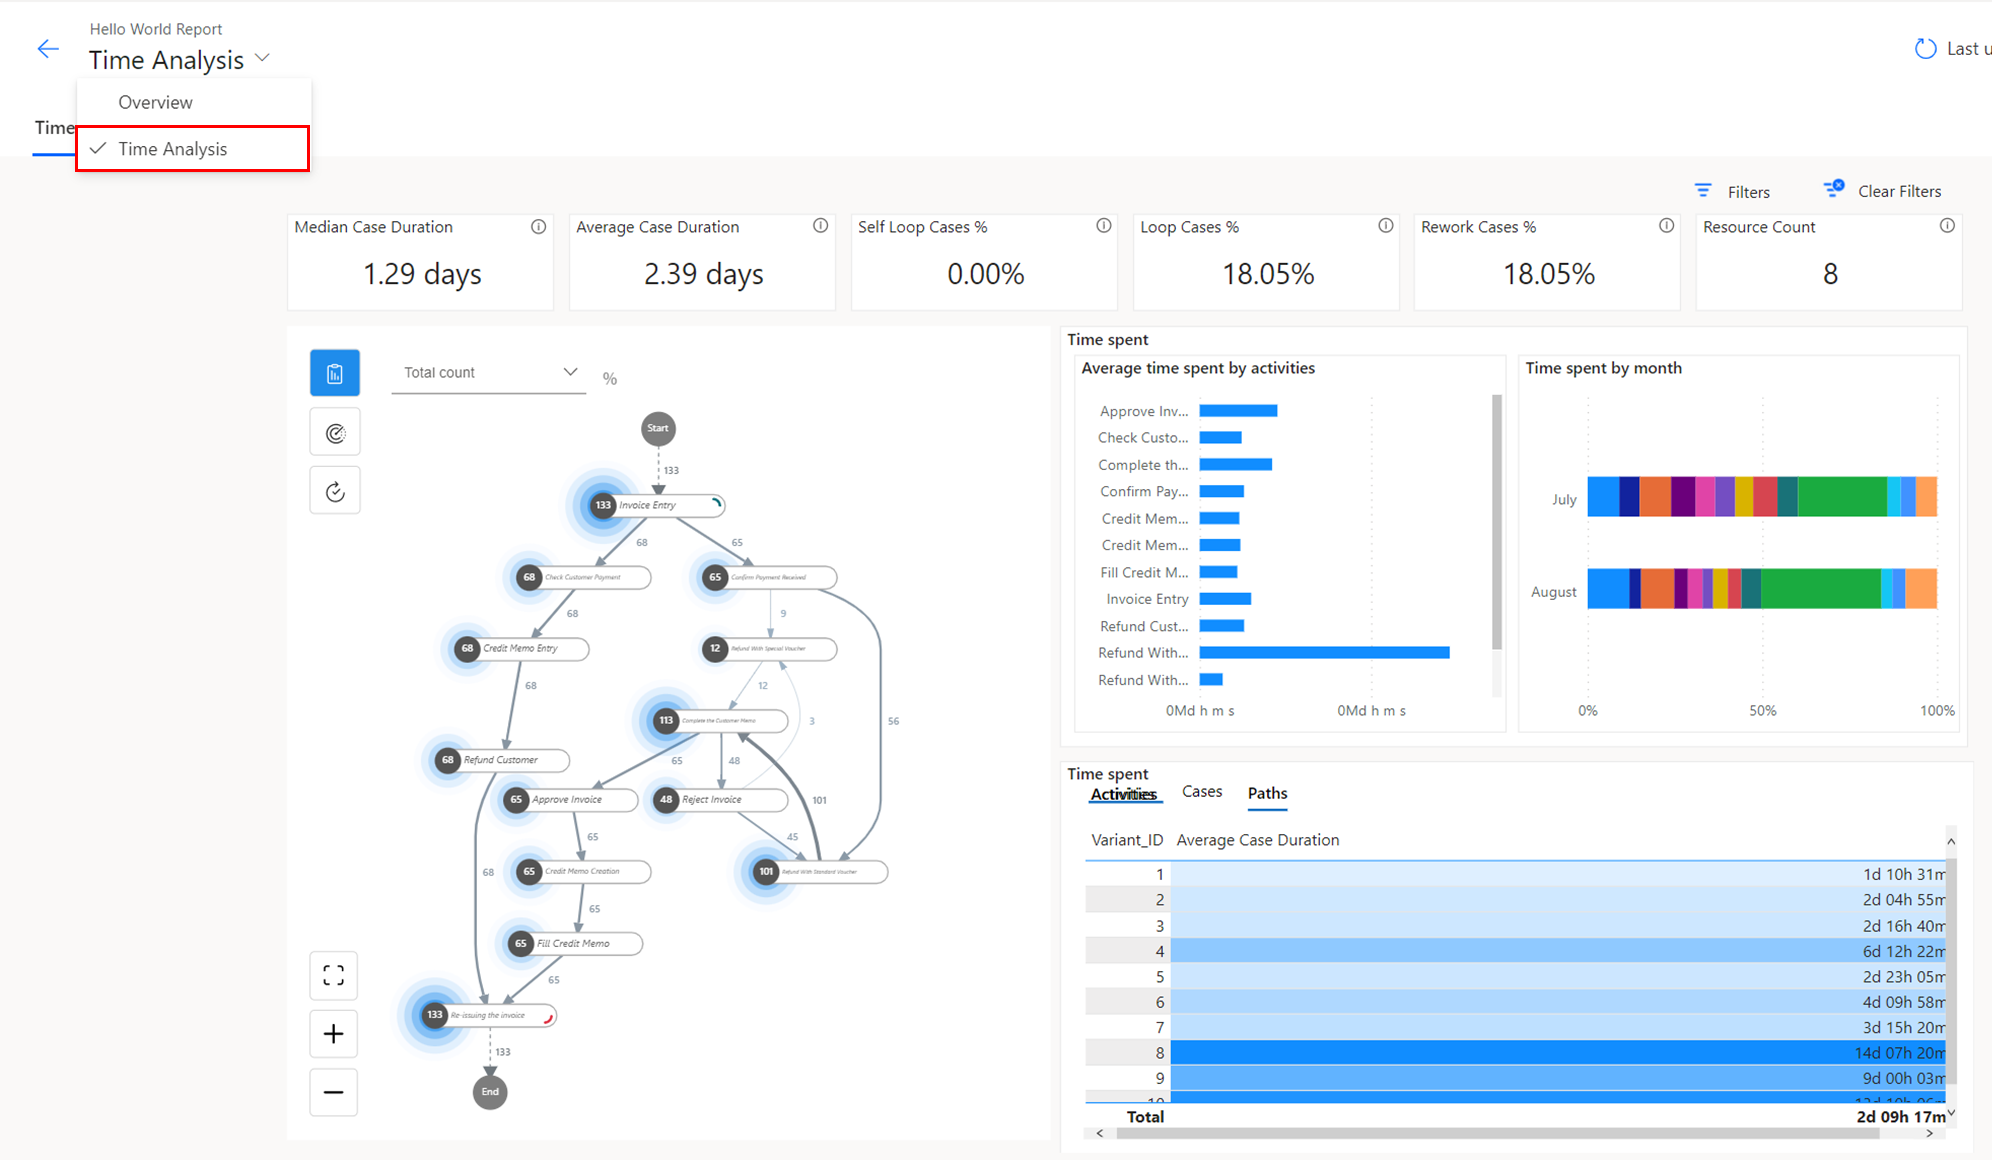 Hello World Report
Time Analysis
Last u
Overview
Time
Time Analysis
Filters
Clear Filters
Median Case Duration
1.29 days
Average Case Duration
2.39 days
Self Loop Cases %
0.00%
Loop Cases %
18.05%
Rework Cases %
18.05%
Resource Count
8
Total count
%
Start
133
133 Invoice Entry
68
65
68 Check Customer Payment
65 Confirm Payment Received
68
9
68 Credit Memo Entry
12 Refund With Special Voucher
68
12
113 Complete the Customer Memo
3
56
68 Refund Customer
65
48
65 Approve Invoice
48 Reject Invoice
101
65
45
68
65 Credit Memo Creation
101 Refund With Standard Voucher
65
65 Fill Credit Memo
65
133 Re-issuing the invoice
133
End
Time spent
Average time spent by activities
Approve Inv...
Check Custo...
Complete th...
Confirm Pay...
Credit Mem...
Credit Mem...
Fill Credit M...
Invoice Entry
Refund Cust...
Refund With...
Refund With...
0Md h m s
0Md h m s
Time spent by month
July
August
0%
50%
100%
Time spent
Activities
Cases
Paths
Variant_ID Average Case Duration
1 1d 10h 31m
2 2d 04h 55m
3 2d 16h 40m
4 6d 12h 22m
5 2d 23h 05m
6 4d 09h 58m
7 3d 15h 20m
8 14d 07h 20m
9 9d 00h 03m
Total 2d 09h 17m